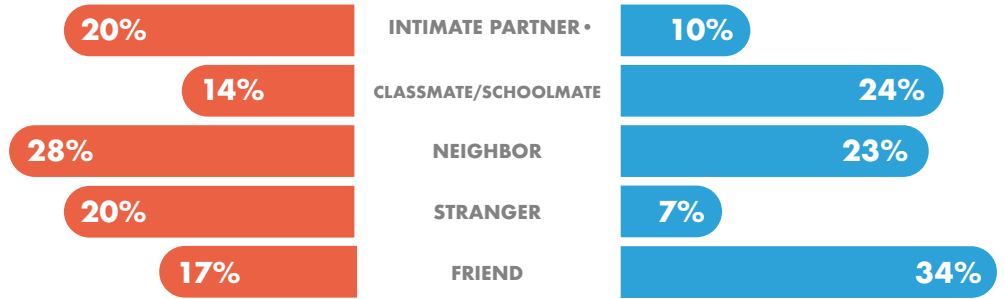 20% INTIMATE PARTNER• 10%
14% CLASSMATE/SCHOOLMATE 24%
28% NEIGHBOR 23%
20% STRANGER 7%
17% FRIEND 34%